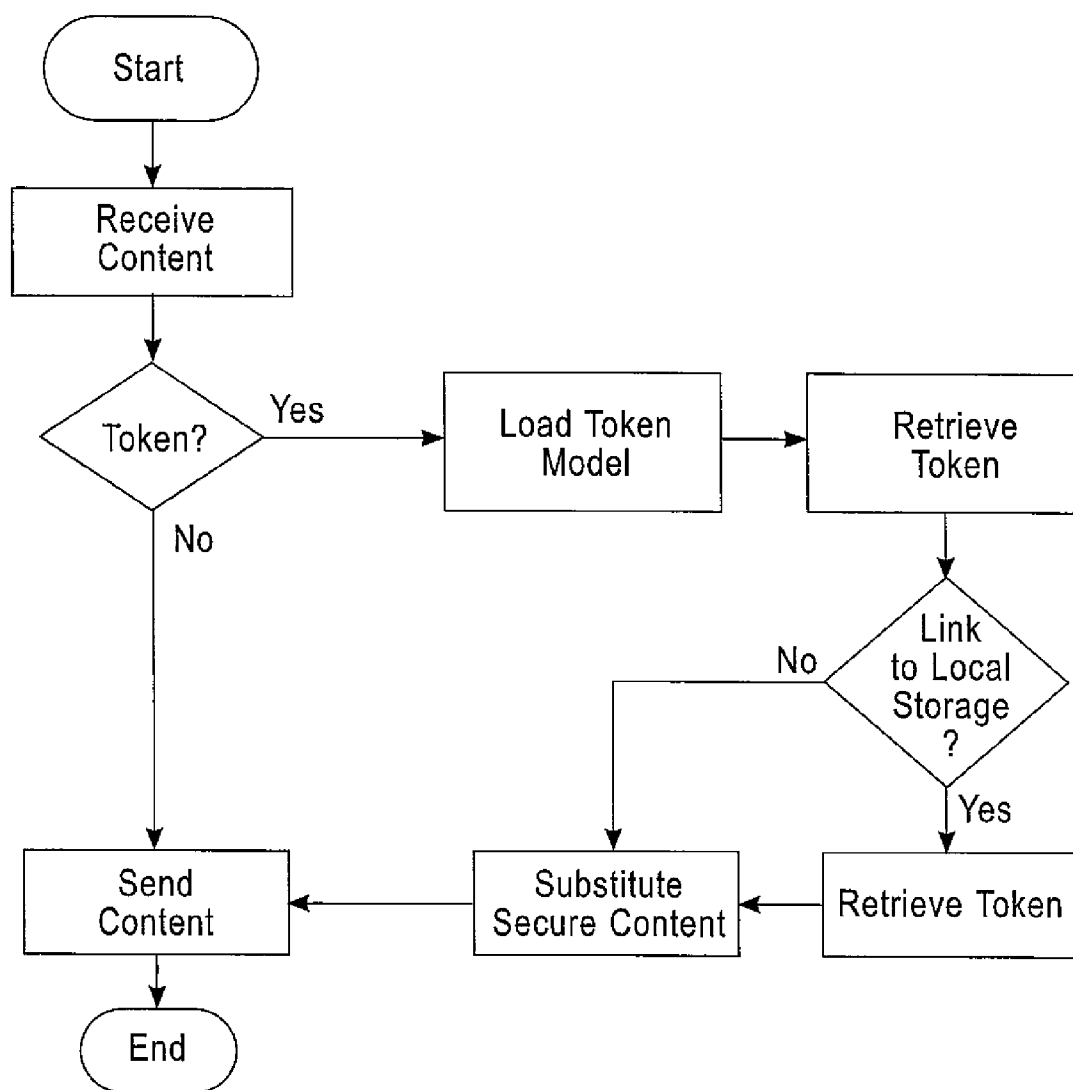 Start
Receive
Content
Token?
Yes
No
Load Token
Model
Retrieve
Token
Link
to Local
Storage
?
No
Yes
Retrieve Token
Substitute
Secure Content
Send
Content
End